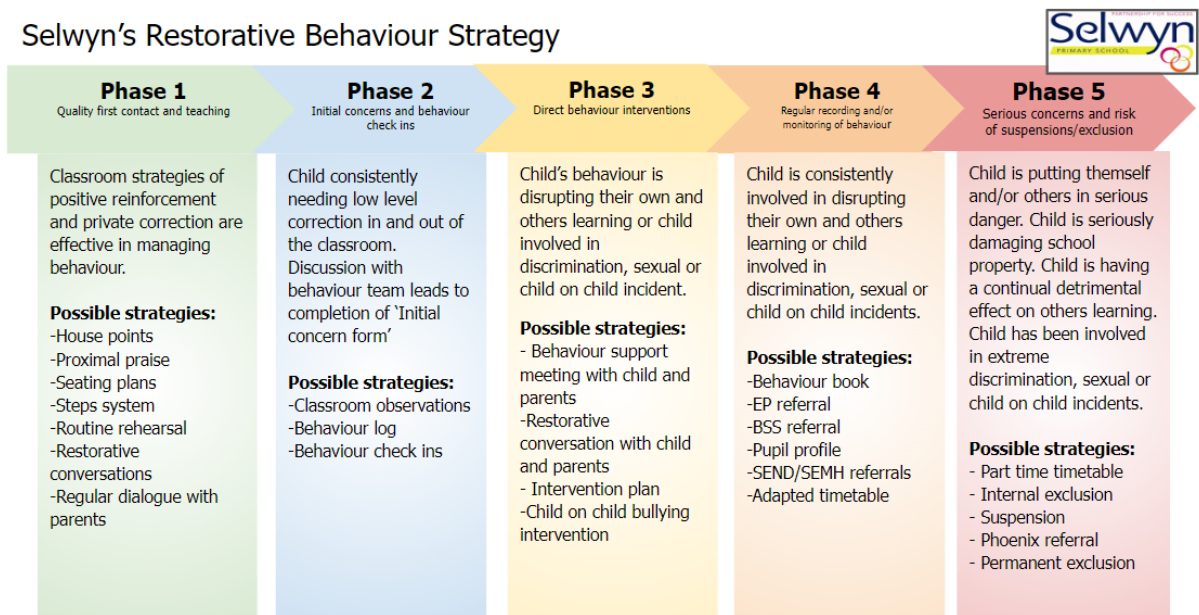 Selwyn's Restorative Behaviour Strategy
PARTNERSHIP FOR SUCCESS
Selwyn
PRIMARY SCHOOL
Phase 1
Quality first contact and teaching
Classroom strategies of
positive reinforcement
and private correction are
effective in managing
behaviour.
Possible strategies:
-House points
-Proximal praise
-Seating plans
-Steps system
-Routine rehearsal
-Restorative
conversations
-Regular dialogue with
parents
Phase 2
Initial concerns and behaviour
check ins
Child consistently
needing low level
correction in and out of
the classroom.
Discussion with
behaviour team leads to
completion of 'Initial
concern form'
Possible strategies:
-Classroom observations
-Behaviour log
-Behaviour check ins
Phase 3
Direct behaviour interventions
Child's behaviour is
disrupting their own and
others learning or child
involved in
discrimination, sexual or
child on child incident.
Possible strategies:
- Behaviour support
meeting with child and
parents
-Restorative
conversation with child
and parents
- Intervention plan
-Child on child bullying
intervention
Phase 4
Regular recording and/or
monitoring of behaviour
Child is consistently
involved in disrupting
their own and others
learning or child
involved in
discrimination, sexual or
child on child incidents.
Possible strategies:
-Behaviour book
-EP referral
-BSS referral
-Pupil profile
-SEND/SEMH referrals
-Adapted timetable
Phase 5
Serious concerns and risk
of suspensions/exclusion
Child is putting themself
and/or others in serious
danger. Child is seriously
damaging school
property. Child is having
a continual detrimental
effect on others learning.
Child has been involved
in extreme
discrimination, sexual or
child on child incidents.
Possible strategies:
- Part time timetable
- Internal exclusion
- Suspension
- Phoenix referral
- Permanent exclusion